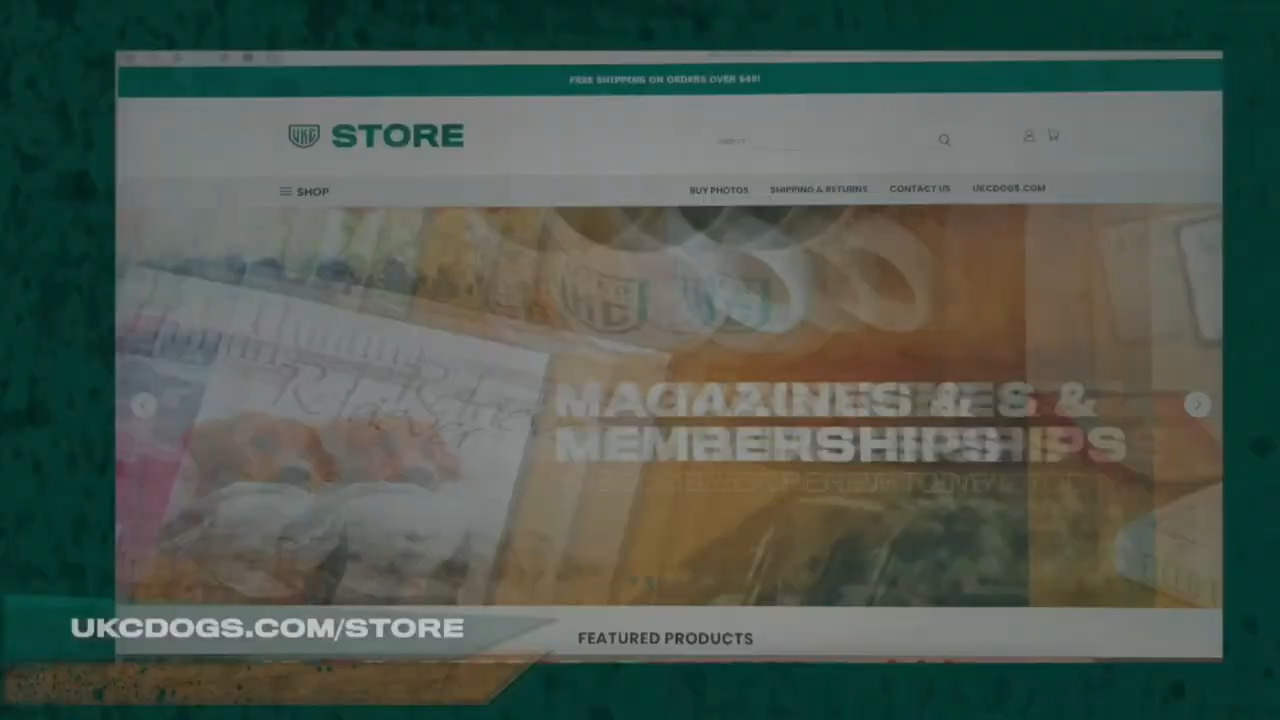 FREE SHIPPING ON ORDERS OVER $49!
UKC STORE
SHOP
BUY PHOTOS
SHIPPING & RETURNS
CONTACT US
UKCDOGS.COM
MAGAZINES &
MEMBERSHIPS
UKCDOGS.COM/STORE
FEATURED PRODUCTS